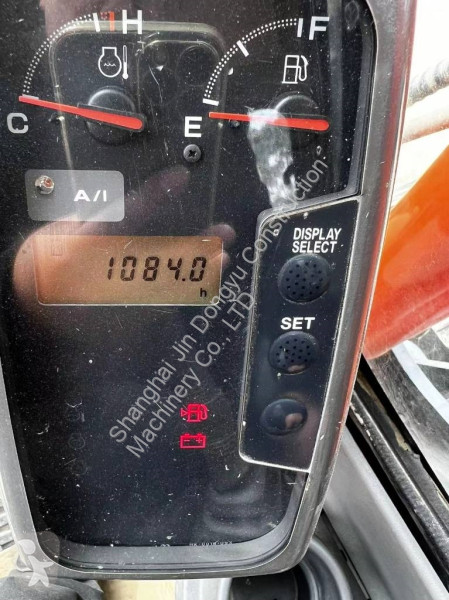 H
F
C
E
A/I
1084.0
h
DISPLAY
SELECT
SET
Shanghai Jin Dongyu Construction
Machinery Co., LTD